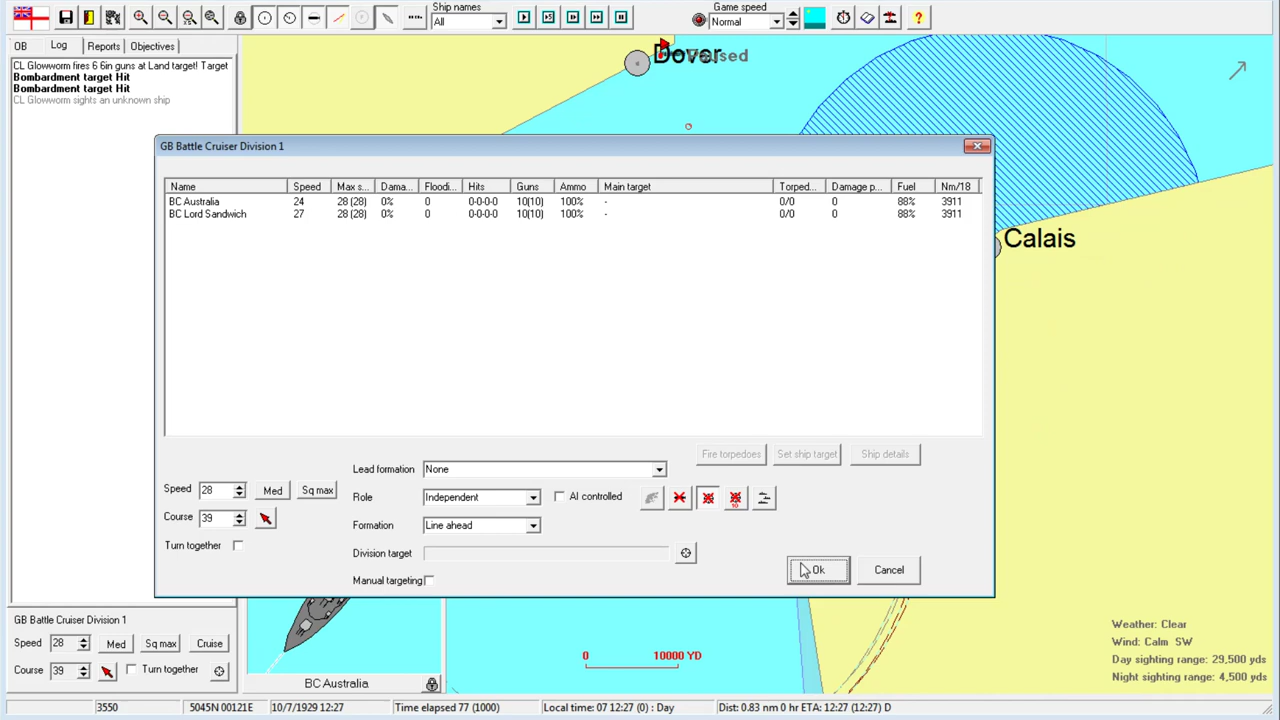 Ship names
All
Game speed
Normal
OB Log Reports Objectives
CL Glowworm fires 6 6in guns at Land target! Target
Bombardment target Hit
Bombardment target Hit
CL Glowworm sights an unknown ship
Dover
Paused
Calais
GB Battle Cruiser Division 1
Name Speed Max s... Dama... Floodi... Hits Guns Ammo Main target Torped... Damage p... Fuel Nm/18
BC Australia 24 28 (28) 0% 0 0-0-0-0 10(10) 100% - 0/0 0 88% 3911
BC Lord Sandwich 27 28 (28) 0% 0 0-0-0-0 10(10) 100% - 0/0 0 88% 3911
Fire torpedoes Set ship target Ship details
Speed 28 Med Sq max
Course 39
Turn together
Lead formation None
Role Independent AI controlled
10
Formation Line ahead
Division target
Manual targeting
Ok Cancel
GB Battle Cruiser Division 1
Speed 28 Med Sq max Cruise
Course 39 Turn together
BC Australia
0 10000 YD
Weather: Clear
Wind: Calm SW
Day sighting range: 29,500 yds
Night sighting range: 4,500 yds
3550 5045N 00121E 10/7/1929 12:27 Time elapsed 77 (1000) Local time: 07 12:27 (0) : Day Dist: 0.83 nm 0 hr ETA: 12:27 (12:27) D